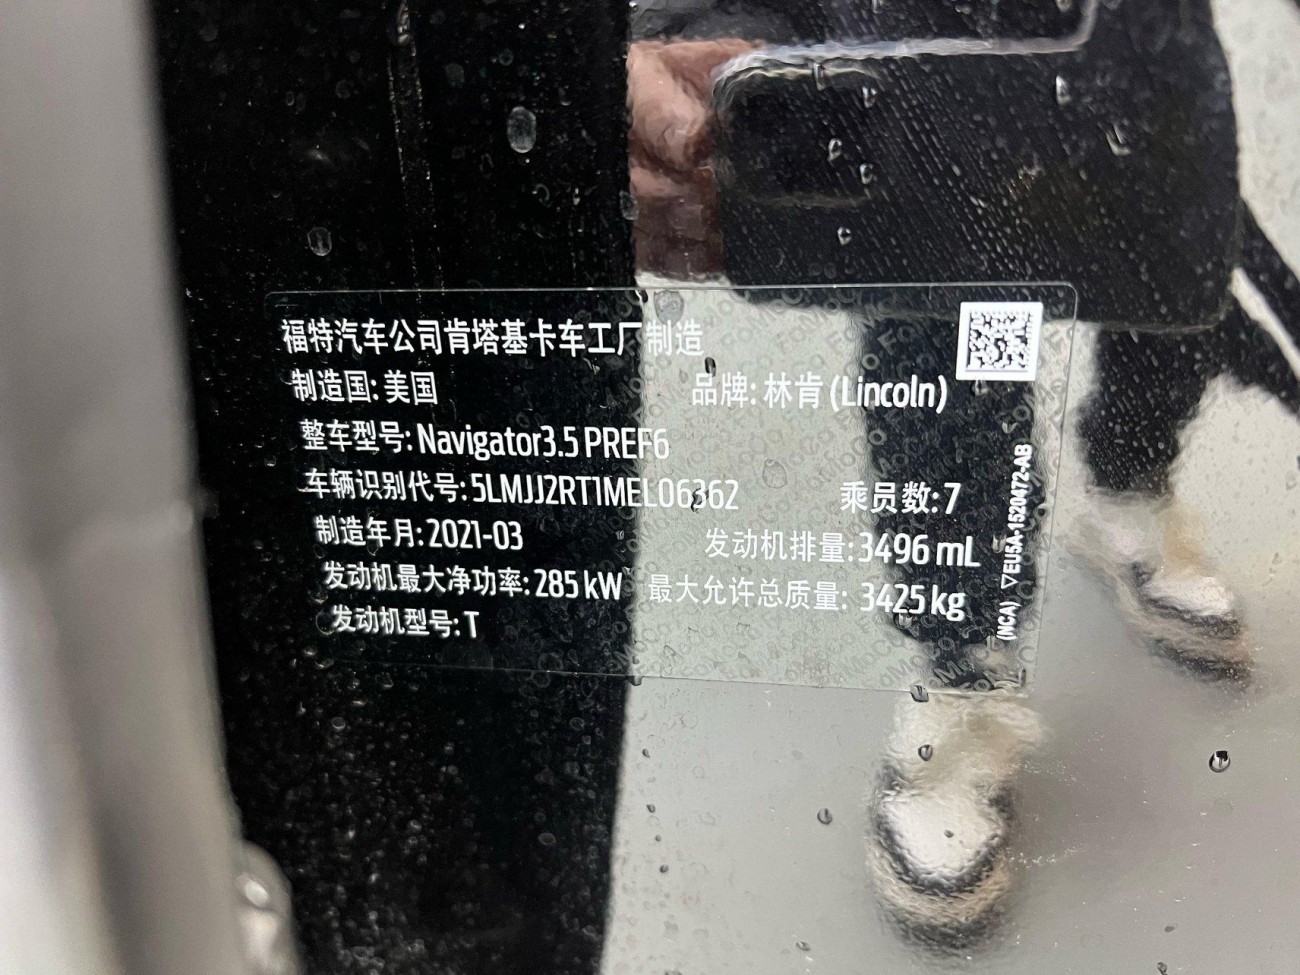 福特汽车公司肯塔基卡车工厂制造
制造国: 美国 品牌: 林肯 (Lincoln)
整车型号: Navigator3.5 PREF6
车辆识别代号: 5LMJJ2RT1MEL06362 乘员数: 7
制造年月: 2021-03 发动机排量: 3496 mL
发动机最大净功率: 285 kW 最大允许总质量: 3425 kg
发动机型号: T
(NCA) ▽EU5A-1520472-AB